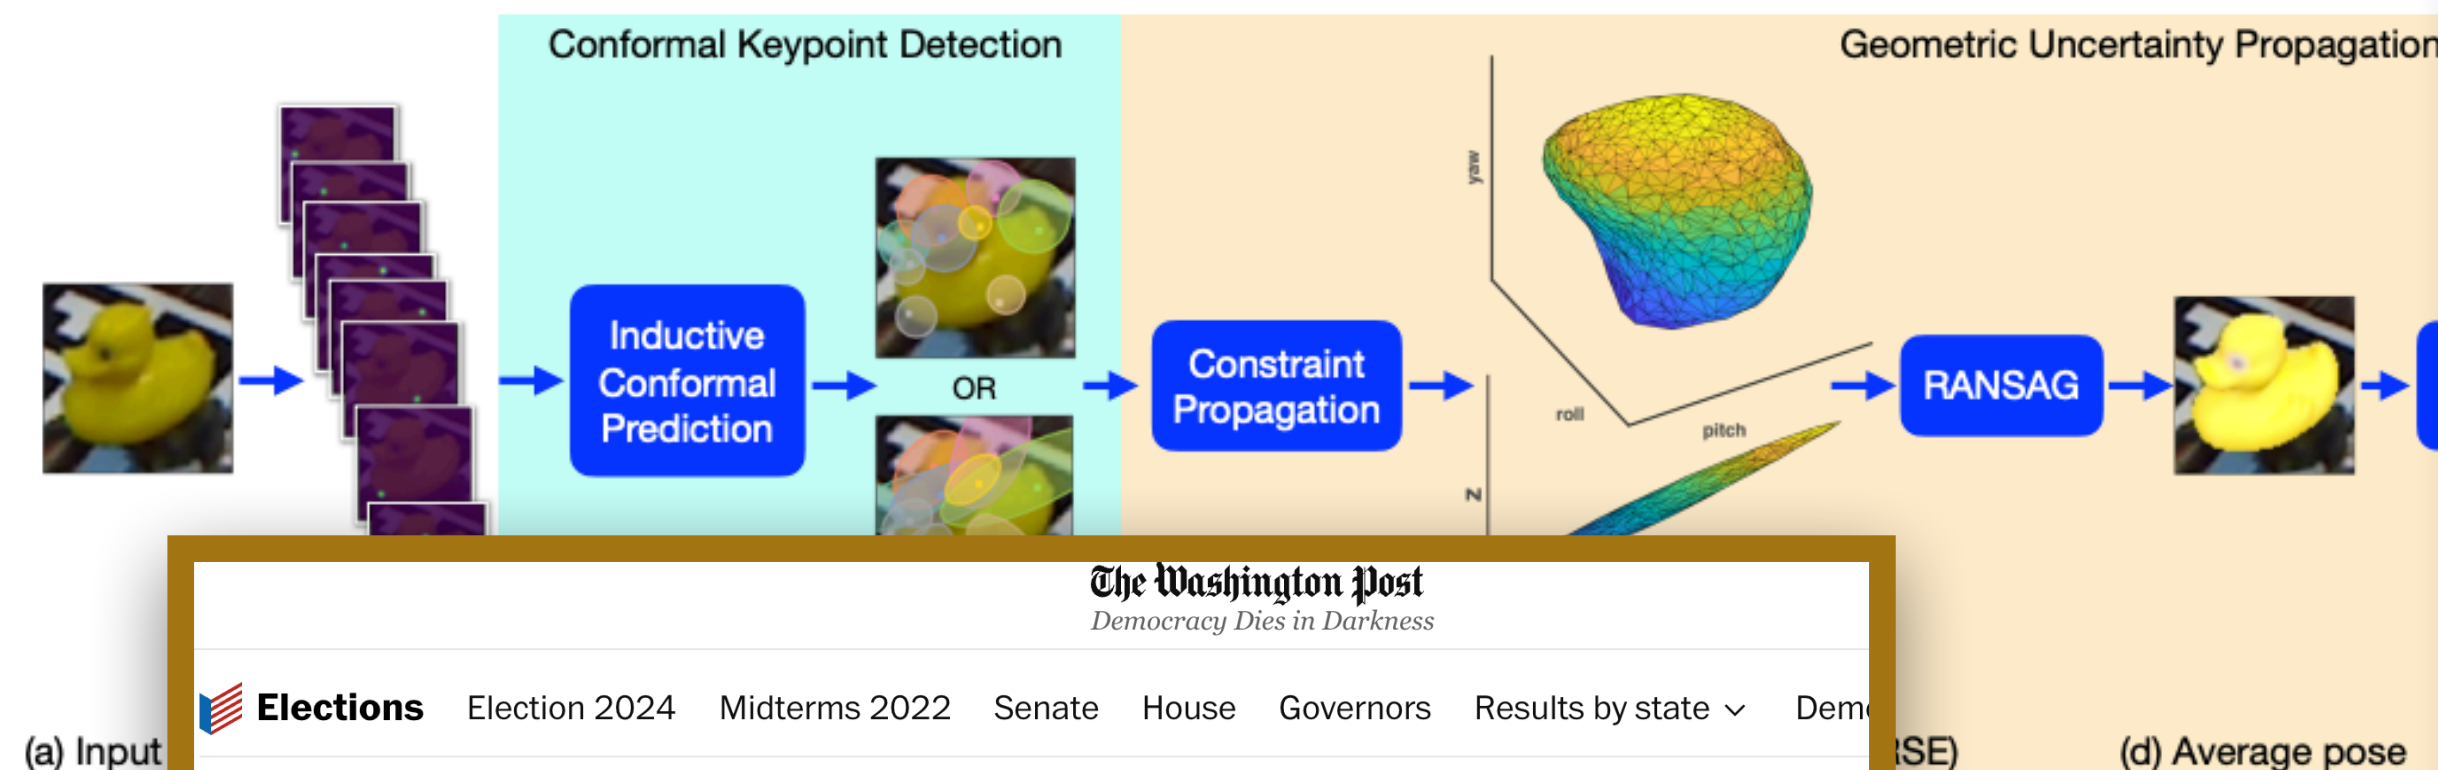 Conformal Keypoint Detection
Geometric Uncertainty Propagation
yaw
Inductive
Conformal
Prediction
OR
Constraint
Propagation
roll
pitch
RANSAG
Z
The Washington Post
Democracy Dies in Darkness
Elections Election 2024 Midterms 2022 Senate House Governors Results by state
(a) Input
(d) Average pose